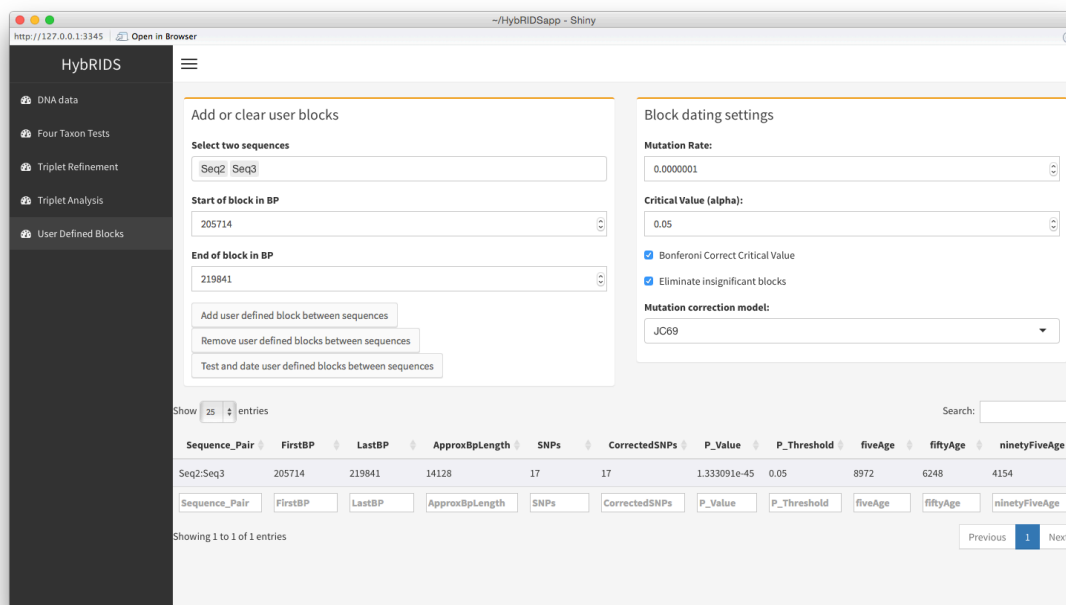 ~/HybRIDSapp - Shiny
http://127.0.0.1:3345 Open in Browser
HybRIDS
DNA data
Four Taxon Tests
Triplet Refinement
Triplet Analysis
User Defined Blocks
Add or clear user blocks
Select two sequences
Seq2 Seq3
Start of block in BP
205714
End of block in BP
219841
Add user defined block between sequences
Remove user defined blocks between sequences
Test and date user defined blocks between sequences
Block dating settings
Mutation Rate:
0.0000001
Critical Value (alpha):
0.05
Bonferoni Correct Critical Value
Eliminate insignificant blocks
Mutation correction model:
JC69
Show 25 entries
Search:
Sequence_Pair FirstBP LastBP ApproxBpLength SNPs CorrectedSNPs P_Value P_Threshold fiveAge fiftyAge ninetyFiveAge
Seq2:Seq3 205714 219841 14128 17 17 1.333091e-45 0.05 8972 6248 4154
Sequence_Pair FirstBP LastBP ApproxBpLength SNPs CorrectedSNPs P_Value P_Threshold fiveAge fiftyAge ninetyFiveAge
Showing 1 to 1 of 1 entries
Previous 1 Next